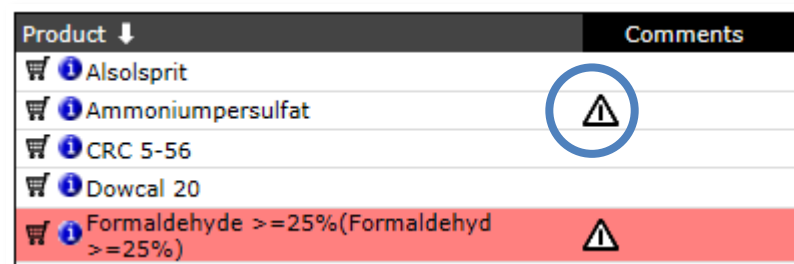 Product Comments
Alsolsprit
Ammoniumpersulfat
CRC 5-56
Dowcal 20
Formaldehyde >=25%(Formaldehyd
>=25%)